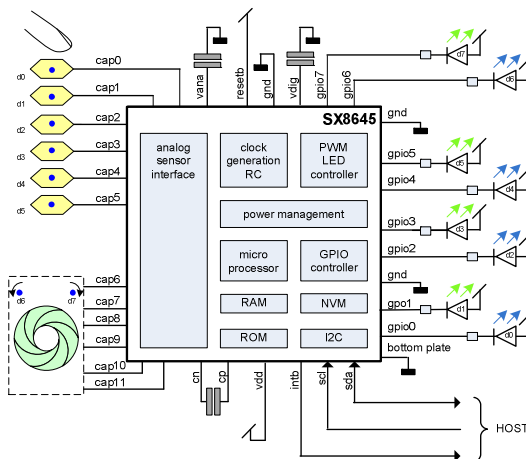 cap0
d0
cap1
d1
cap2
d2
cap3
d3
cap4
d4
cap5
d5
cap6
d6
d7
cap7
cap8
cap9
cap10
cap11
vana
resetb
gnd
vdig
gpio7
gpio6
d7
d6
SX8645
analog
sensor
interface
clock
generation
RC
PWM
LED
controller
power management
micro
processor
GPIO
controller
RAM
NVM
ROM
I2C
gnd
gpio5
d5
gpio4
d4
gpio3
d3
gpio2
d2
gnd
gpo1
d1
gpio0
d0
bottom plate
cn
cp
vdd
intb
scl
sda
HOST